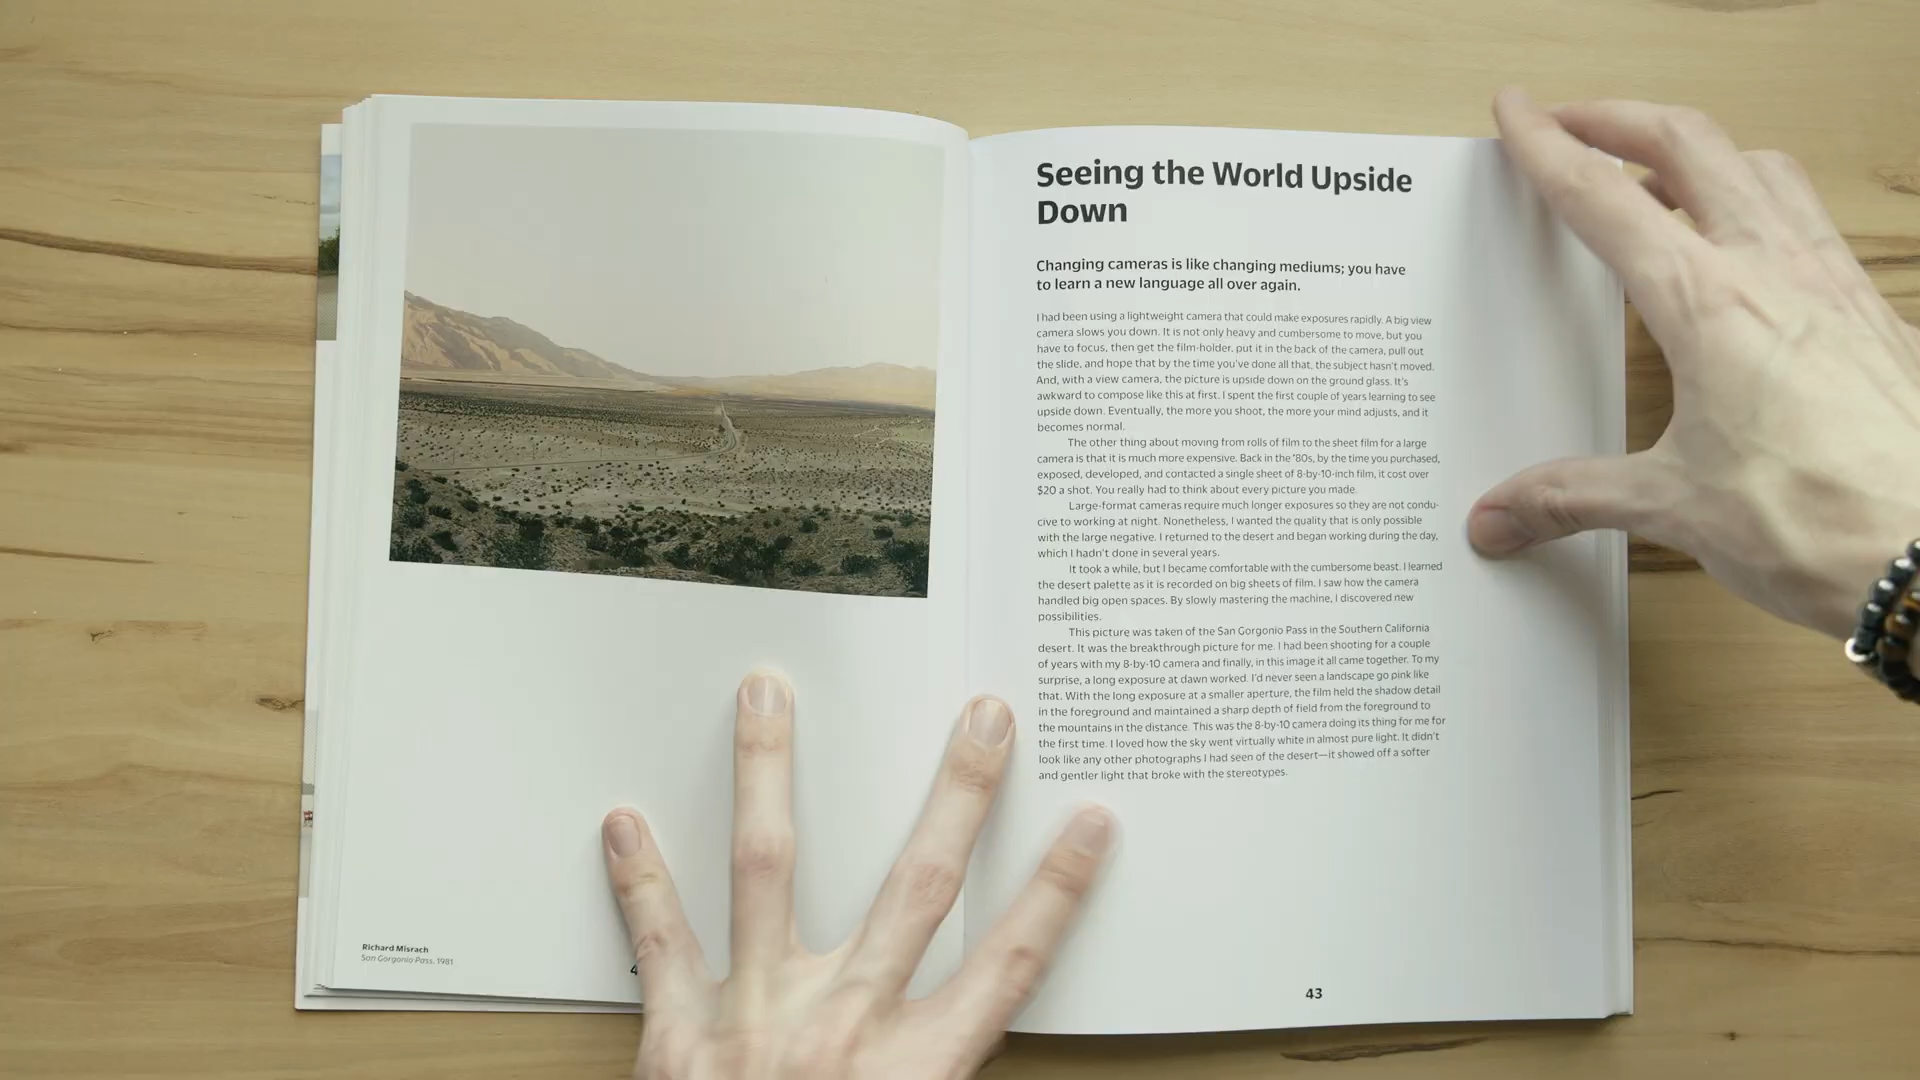 Richard Misrach
San Gorgonio Pass, 1981
4
Seeing the World Upside
Down
Changing cameras is like changing mediums; you have
to learn a new language all over again.
I had been using a lightweight camera that could make exposures rapidly. A big view
camera slows you down. It is not only heavy and cumbersome to move, but you
have to focus, then get the film-holder, put it in the back of the camera, pull out
the slide, and hope that by the time you've done all that, the subject hasn't moved.
And, with a view camera, the picture is upside down on the ground glass. It's
awkward to compose like this at first. I spent the first couple of years learning to see
upside down. Eventually, the more you shoot, the more your mind adjusts, and it
becomes normal.
The other thing about moving from rolls of film to the sheet film for a large
camera is that it is much more expensive. Back in the '80s, by the time you purchased,
exposed, developed, and contacted a single sheet of 8-by-10-inch film, it cost over
$20 a shot. You really had to think about every picture you made.
Large-format cameras require much longer exposures so they are not condu-
cive to working at night. Nonetheless, I wanted the quality that is only possible
with the large negative. I returned to the desert and began working during the day,
which I hadn't done in several years.
It took a while, but I became comfortable with the cumbersome beast. I learned
the desert palette as it is recorded on big sheets of film. I saw how the camera
handled big open spaces. By slowly mastering the machine, I discovered new
possibilities.
This picture was taken of the San Gorgonio Pass in the Southern California
desert. It was the breakthrough picture for me. I had been shooting for a couple
of years with my 8-by-10 camera and finally, in this image it all came together. To my
surprise, a long exposure at dawn worked. I'd never seen a landscape go pink like
that. With the long exposure at a smaller aperture, the film held the shadow detail
in the foreground and maintained a sharp depth of field from the foreground to
the mountains in the distance. This was the 8-by-10 camera doing its thing for me for
the first time. I loved how the sky went virtually white in almost pure light. It didn't
look like any other photographs I had seen of the desert—it showed off a softer
and gentler light that broke with the stereotypes.
43